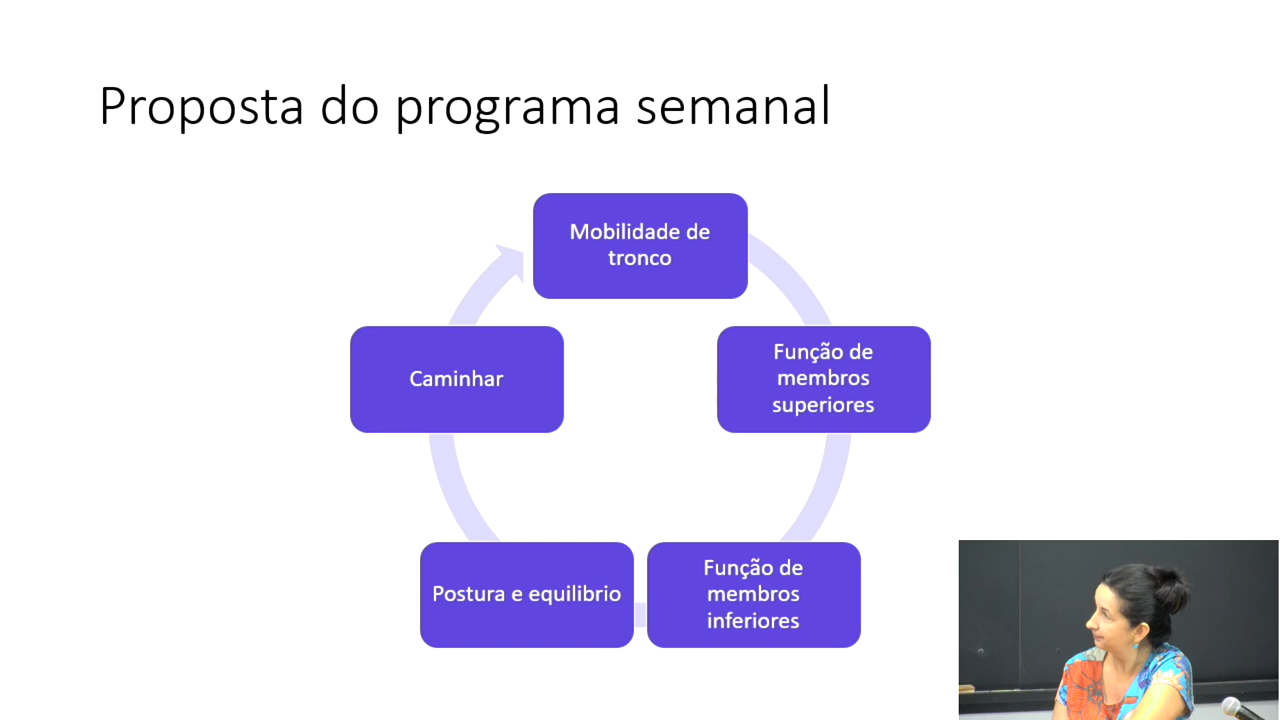 Proposta do programa semanal
Mobilidade de
tronco
Função de
membros
superiores
Função de
membros
inferiores
Postura e equilibrio
Caminhar